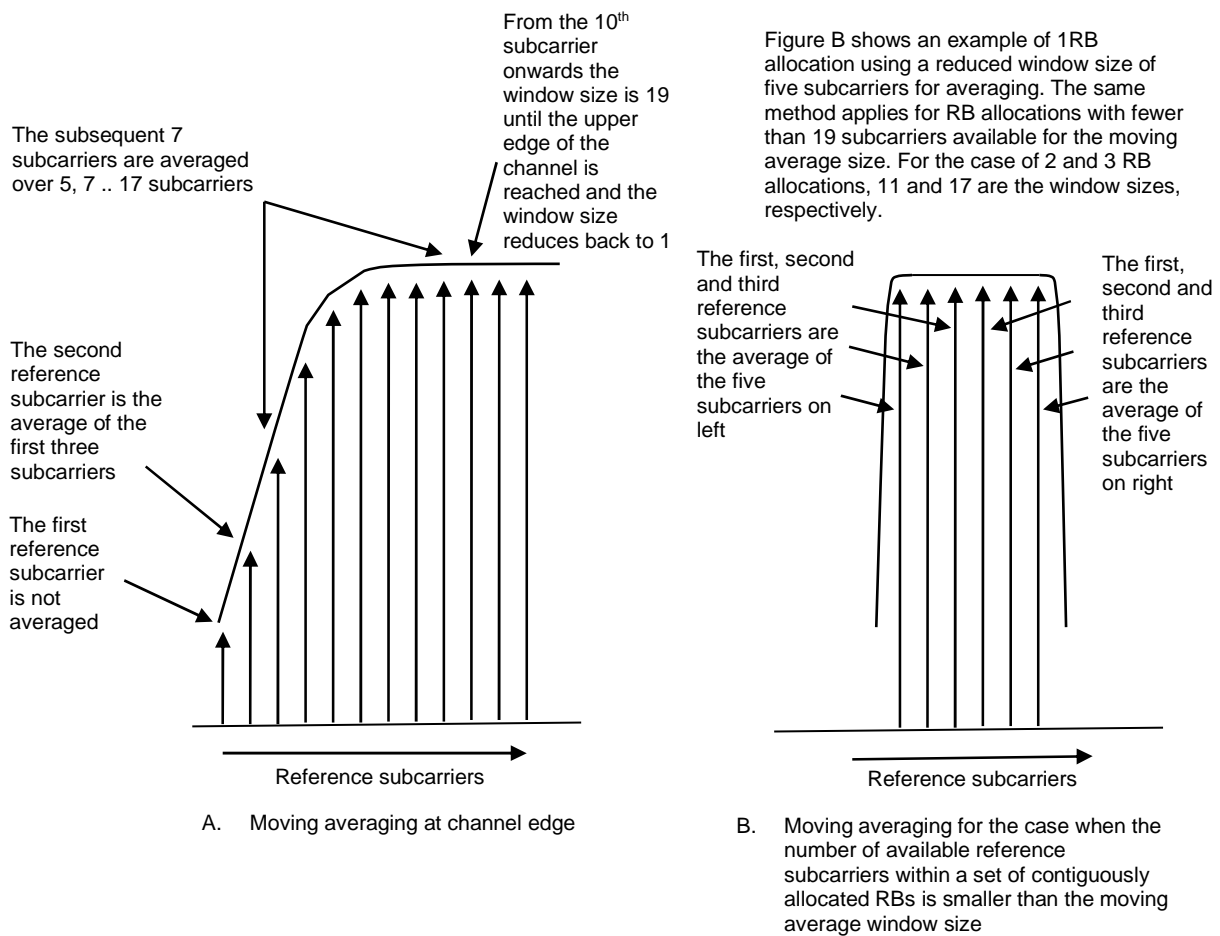 From the 10th
subcarrier
onwards the
window size is 19
until the upper
edge of the
channel is
reached and the
window size
reduces back to 1
The subsequent 7
subcarriers are averaged
over 5, 7 .. 17 subcarriers
The second
reference
subcarrier is the
average of the
first three
subcarriers
The first
reference
subcarrier
is not
averaged
Reference subcarriers
A. Moving averaging at channel edge
Figure B shows an example of 1RB
allocation using a reduced window size of
five subcarriers for averaging. The same
method applies for RB allocations with fewer
than 19 subcarriers available for the moving
average size. For the case of 2 and 3 RB
allocations, 11 and 17 are the window sizes,
respectively.
The first, second
and third
reference
subcarriers are
the average of
the five
subcarriers on
left
The first,
second and
third
reference
subcarriers
are the
average of
the five
subcarriers
on right
Reference subcarriers
B. Moving averaging for the case when the
number of available reference
subcarriers within a set of contiguously
allocated RBs is smaller than the moving
average window size